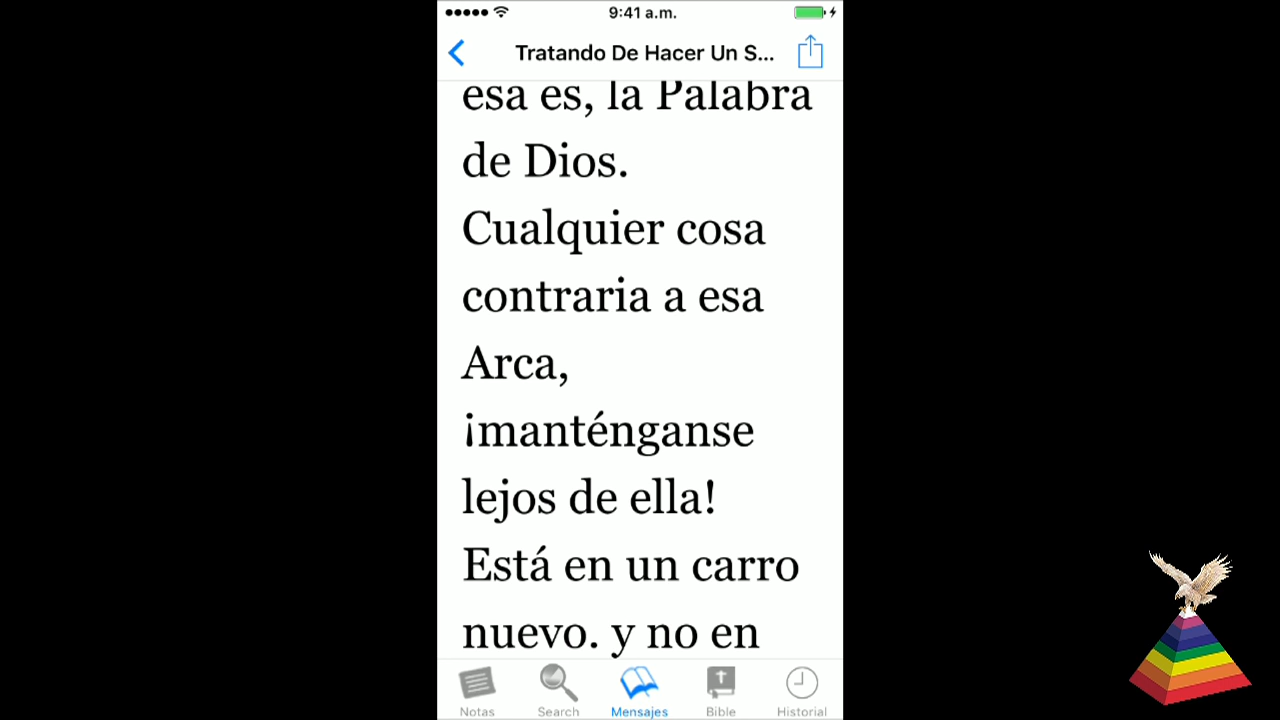 9:41 a.m.
Tratando De Hacer Un S...
esa es, la Palabra
de Dios.
Cualquier cosa
contraria a esa
Arca,
¡manténganse
lejos de ella!
Está en un carro
nuevo. y no en
Notas
Search
Mensajes
Bible
Historial